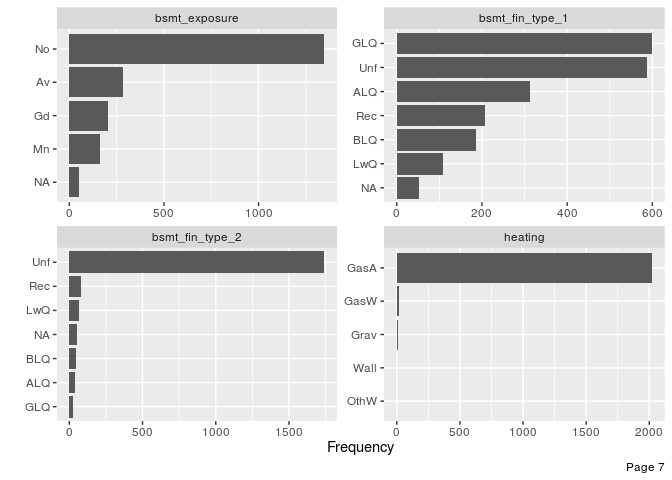 bsmt_exposure
No
Av
Gd
Mn
NA
0 500 1000
bsmt_fin_type_1
GLQ
Unf
ALQ
Rec
BLQ
LwQ
NA
0 200 400 600
bsmt_fin_type_2
Unf
Rec
LwQ
NA
BLQ
ALQ
GLQ
0 500 1000 1500
heating
GasA
GasW
Grav
Wall
OthW
0 500 1000 1500 2000
Frequency
Page 7